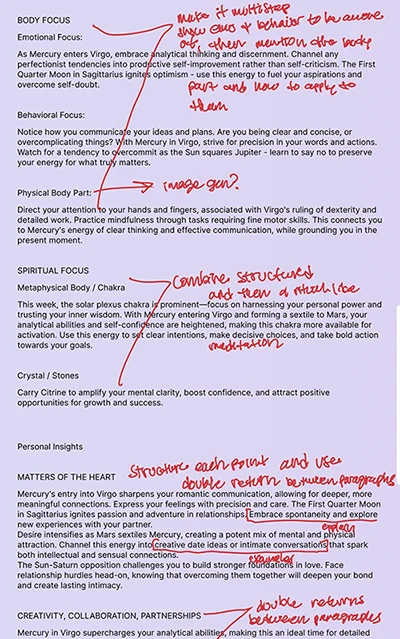 BODY FOCUS
make it multistep
Emotional Focus:
show emo & behavior to be aware
of, then mention the body
part and how to apply to
them
As Mercury enters Virgo, embrace analytical thinking and discernment. Channel any
perfectionist tendencies into productive self-improvement rather than self-criticism. The First
Quarter Moon in Sagittarius ignites optimism - use this energy to fuel your aspirations and
overcome self-doubt.
Behavioral Focus:
Notice how you communicate your ideas and plans. Are you being clear and concise, or
overcomplicating things? With Mercury in Virgo, strive for precision in your words and actions.
Watch for a tendency to overcommit as the Sun squares Jupiter - learn to say no to preserve
your energy for what truly matters.
Physical Body Part:
image gen?
Direct your attention to your hands and fingers, associated with Virgo's ruling of dexterity and
detailed work. Practice mindfulness through tasks requiring fine motor skills. This connects you
to Mercury's energy of clear thinking and effective communication, while grounding you in the
present moment.
SPIRITUAL FOCUS
Metaphysical Body / Chakra
combine structured
and then a ritual like
meditation
This week, the solar plexus chakra is prominent—focus on harnessing your personal power and
trusting your inner wisdom. With Mercury entering Virgo and forming a sextile to Mars, your
analytical abilities and self-confidence are heightened, making this chakra more available for
activation. Use this energy to set clear intentions, make decisive choices, and take bold action
towards your goals.
Crystal / Stones
Carry Citrine to amplify your mental clarity, boost confidence, and attract positive
opportunities for growth and success.
Personal Insights
MATTERS OF THE HEART
structure each point and use
double return between paragraphs
Mercury's entry into Virgo sharpens your romantic communication, allowing for deeper, more
meaningful connections. Express your feelings with precision and care. The First Quarter Moon
in Sagittarius ignites passion and adventure in relationships. Embrace spontaneity and explore
new experiences with your partner.
explain
Desire intensifies as Mars sextiles Mercury, creating a potent mix of mental and physical
attraction. Channel this energy into creative date ideas or intimate conversations that spark
both intellectual and sensual connections.
examples
The Sun-Saturn opposition challenges you to build stronger foundations in love. Face
relationship hurdles head-on, knowing that overcoming them together will deepen your bond
and create lasting intimacy.
double returns
between paragraphs
CREATIVITY, COLLABORATION, PARTNERSHIPS
Mercury in Virgo supercharges your analytical abilities, making this an ideal time for detailed